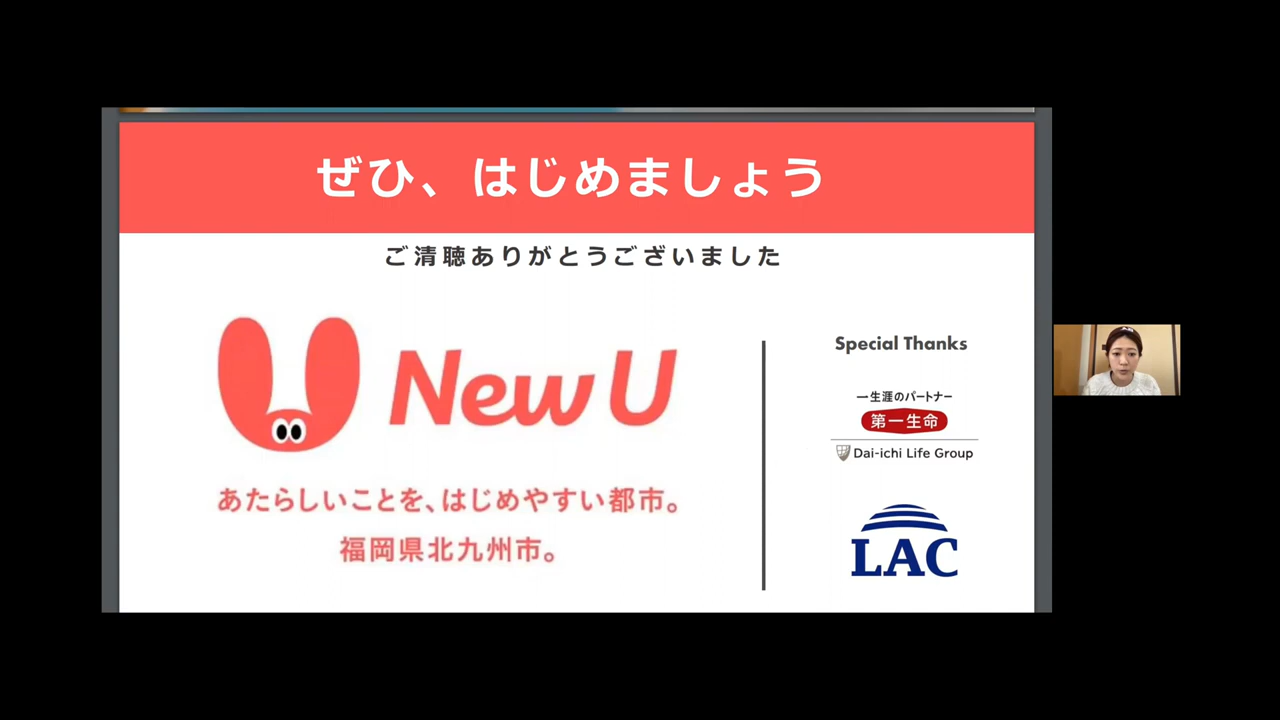 ぜひ、はじめましょう
ご清聴ありがとうございました
New U
あたらしいことを、はじめやすい都市。
福岡県北九州市。
Special Thanks
一生涯のパートナー
第一生命
Dai-ichi Life Group
LAC